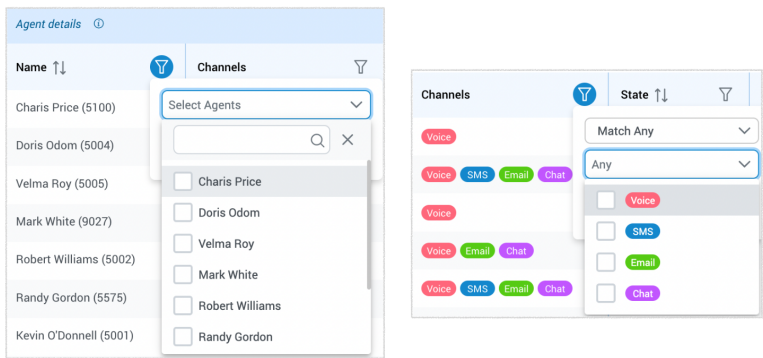 Agent details
Name Channels
Select Agents
Charis Price (5100)
Doris Odom (5004)
Velma Roy (5005)
Mark White (9027)
Robert Williams (5002)
Randy Gordon (5575)
Kevin O'Donnell (5001)
Charis Price
Doris Odom
Velma Roy
Mark White
Robert Williams
Randy Gordon
Channels State
Voice
Voice SMS Email Chat
Voice
Voice Email Chat
Voice SMS Email Chat
Match Any
Any
Voice
SMS
Email
Chat